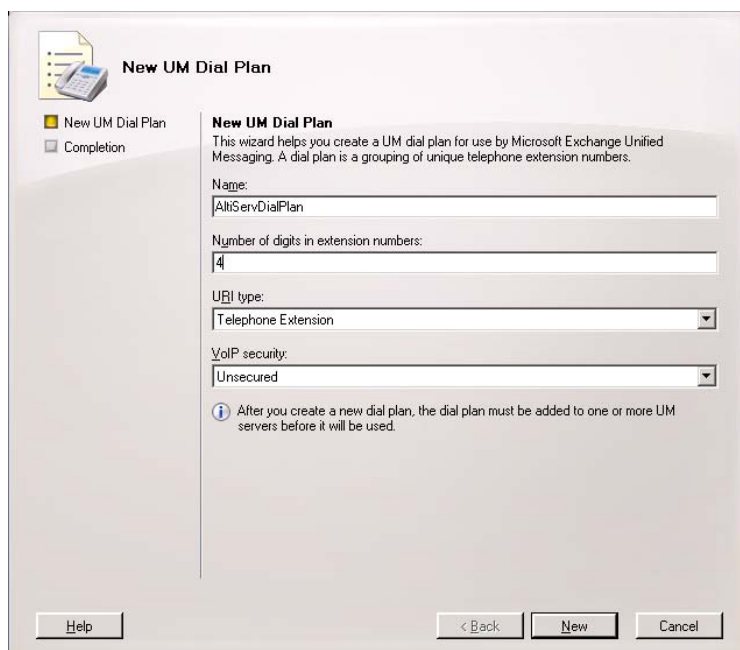 New UM Dial Plan
New UM Dial Plan
Completion
New UM Dial Plan
This wizard helps you create a UM dial plan for use by Microsoft Exchange Unified
Messaging. A dial plan is a grouping of unique telephone extension numbers.
Name:
AltiServDialPlan
Number of digits in extension numbers:
4
URI type:
Telephone Extension
VoIP security:
Unsecured
After you create a new dial plan, the dial plan must be added to one or more UM
servers before it will be used.
Help
< Back
New
Cancel